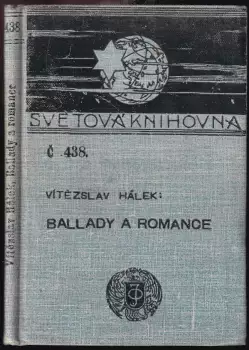 438
Vítězslav Hálek, Ballady a romance
SVĚTOVÁ KNIHOVNA
Č 438.
VÍTĚZSLAV HÁLEK:
BALLADY A ROMANCE